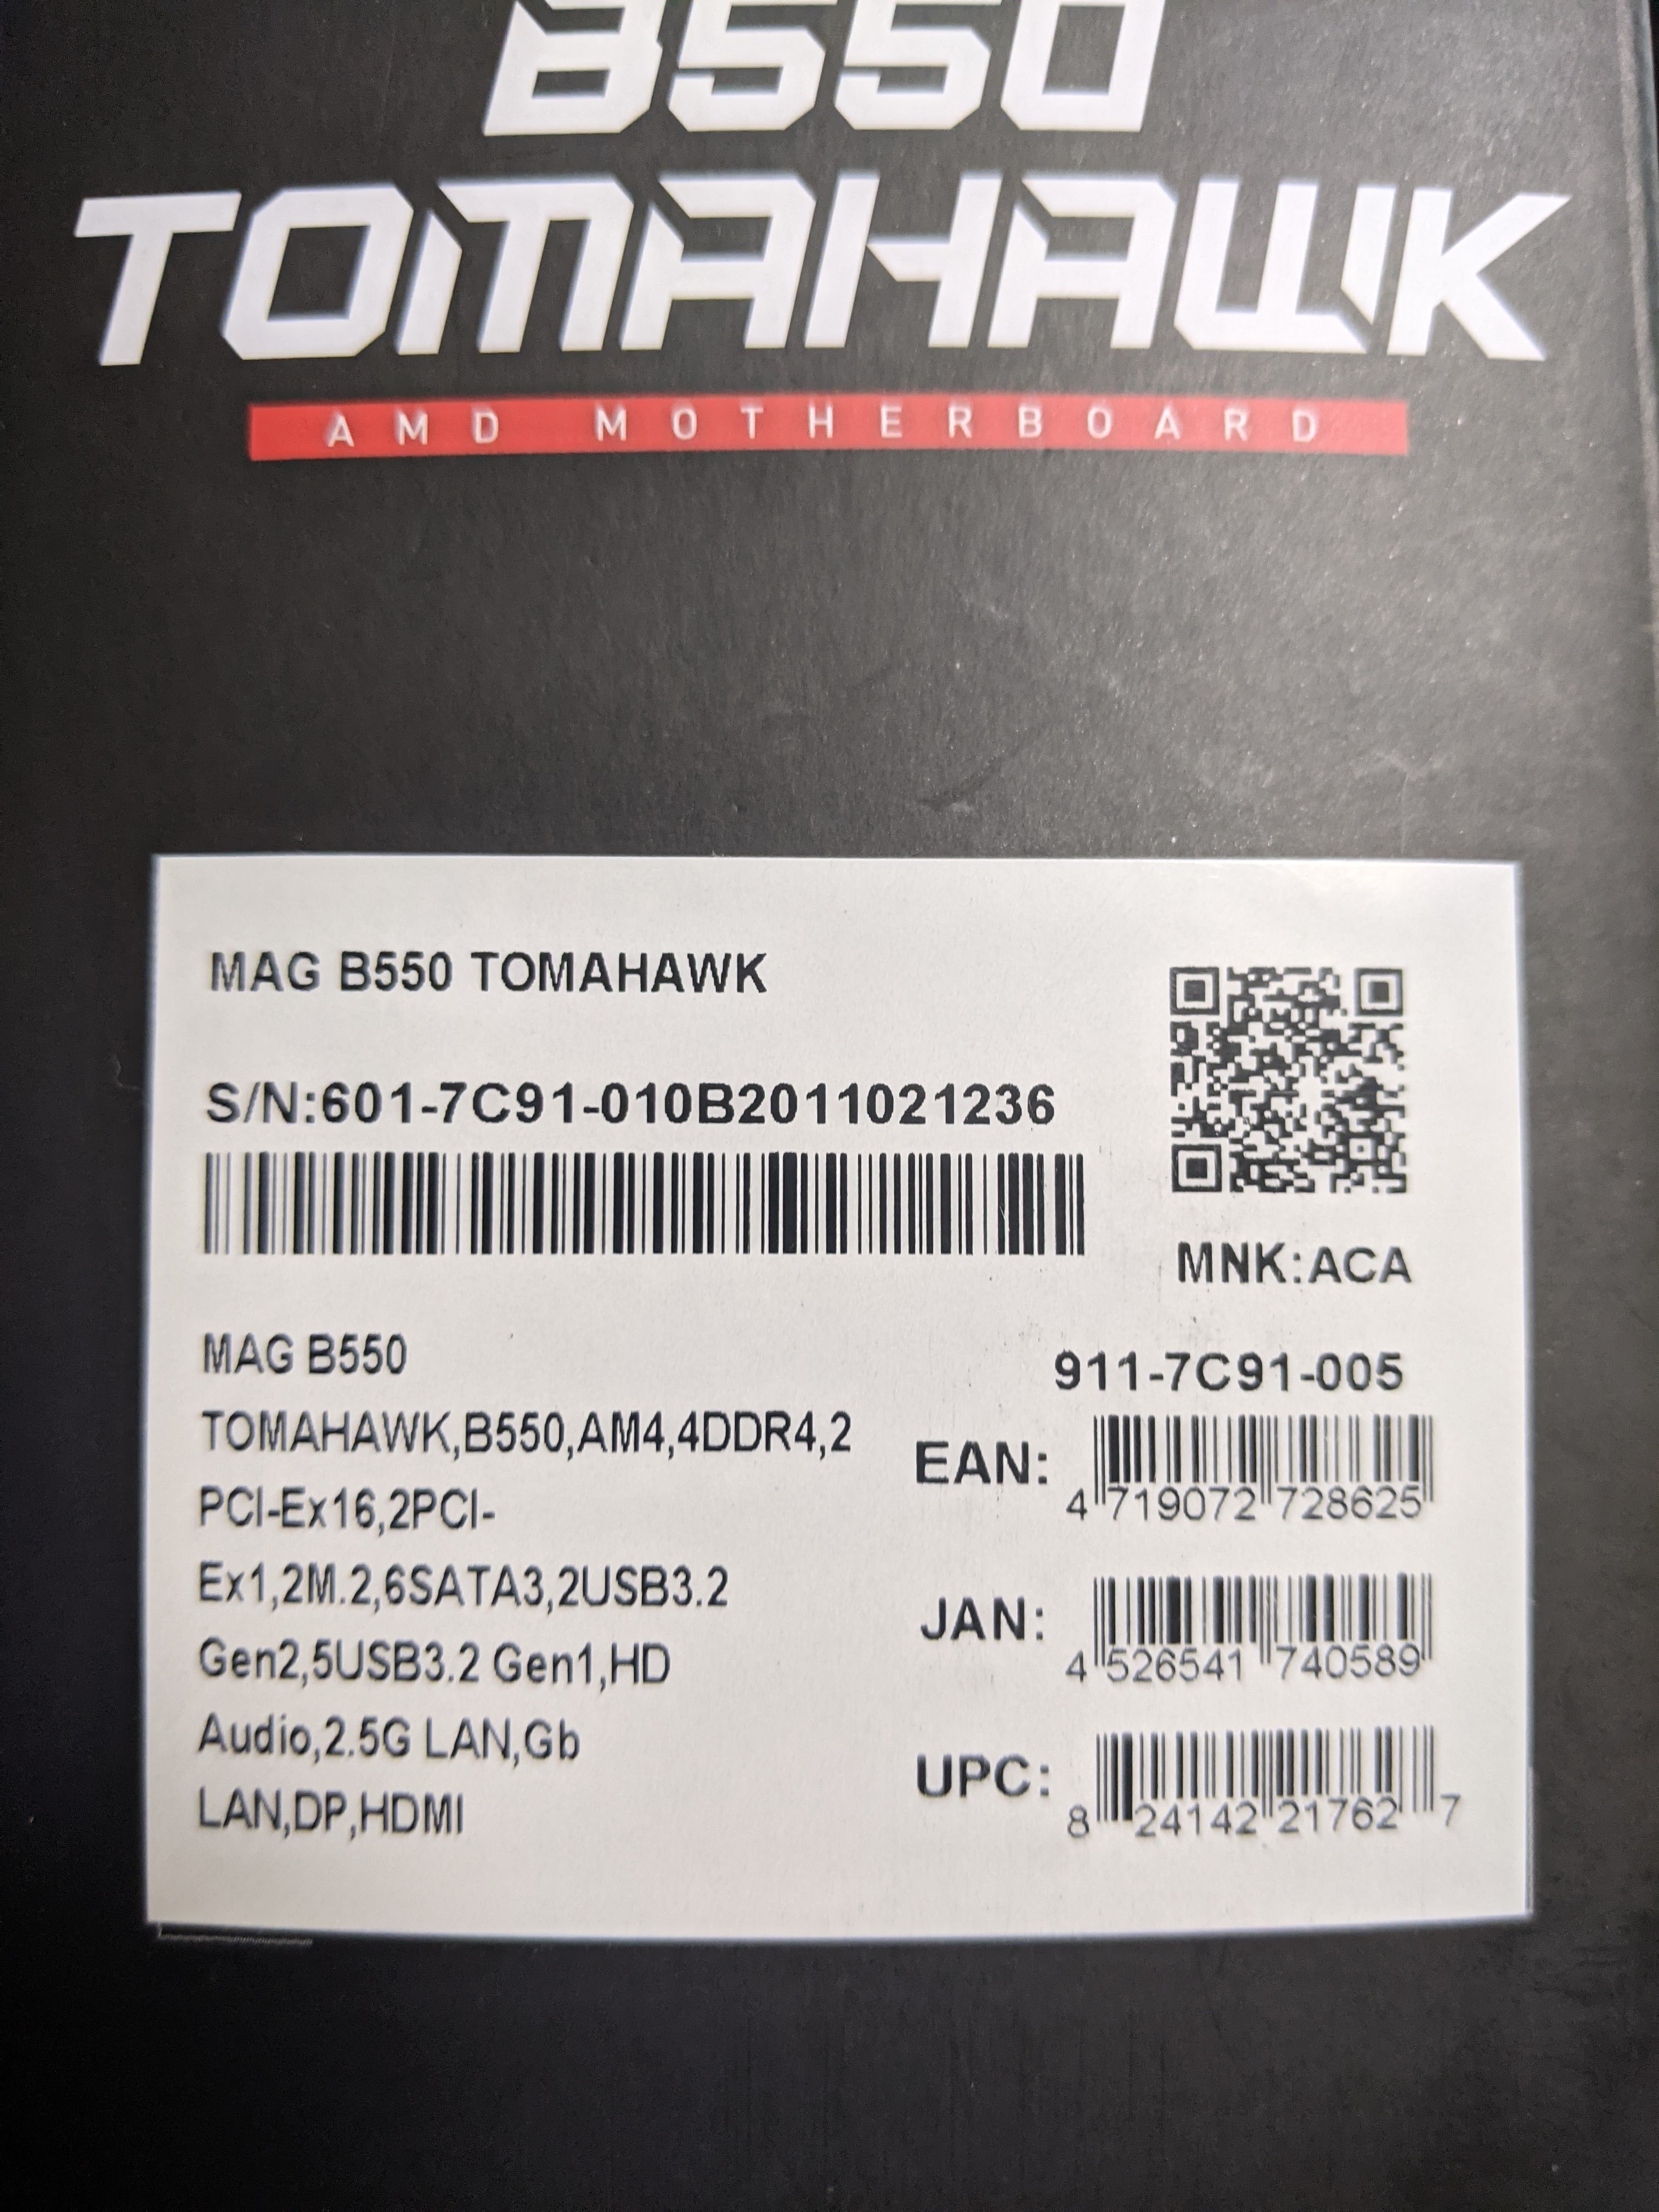 B550
TOMAHAWK
AMD MOTHERBOARD
MAG B550 TOMAHAWK
S/N:601-7C91-010B2011021236
MNK:ACA
MAG B550
TOMAHAWK,B550,AM4,4DDR4,2
PCI-Ex16,2PCI-
Ex1,2M.2,6SATA3,2USB3.2
Gen2,5USB3.2 Gen1,HD
Audio,2.5G LAN,Gb
LAN,DP,HDMI
911-7C91-005
EAN:
4 719072 728625
JAN:
4 526541 740589
UPC:
8 24142 21762 7